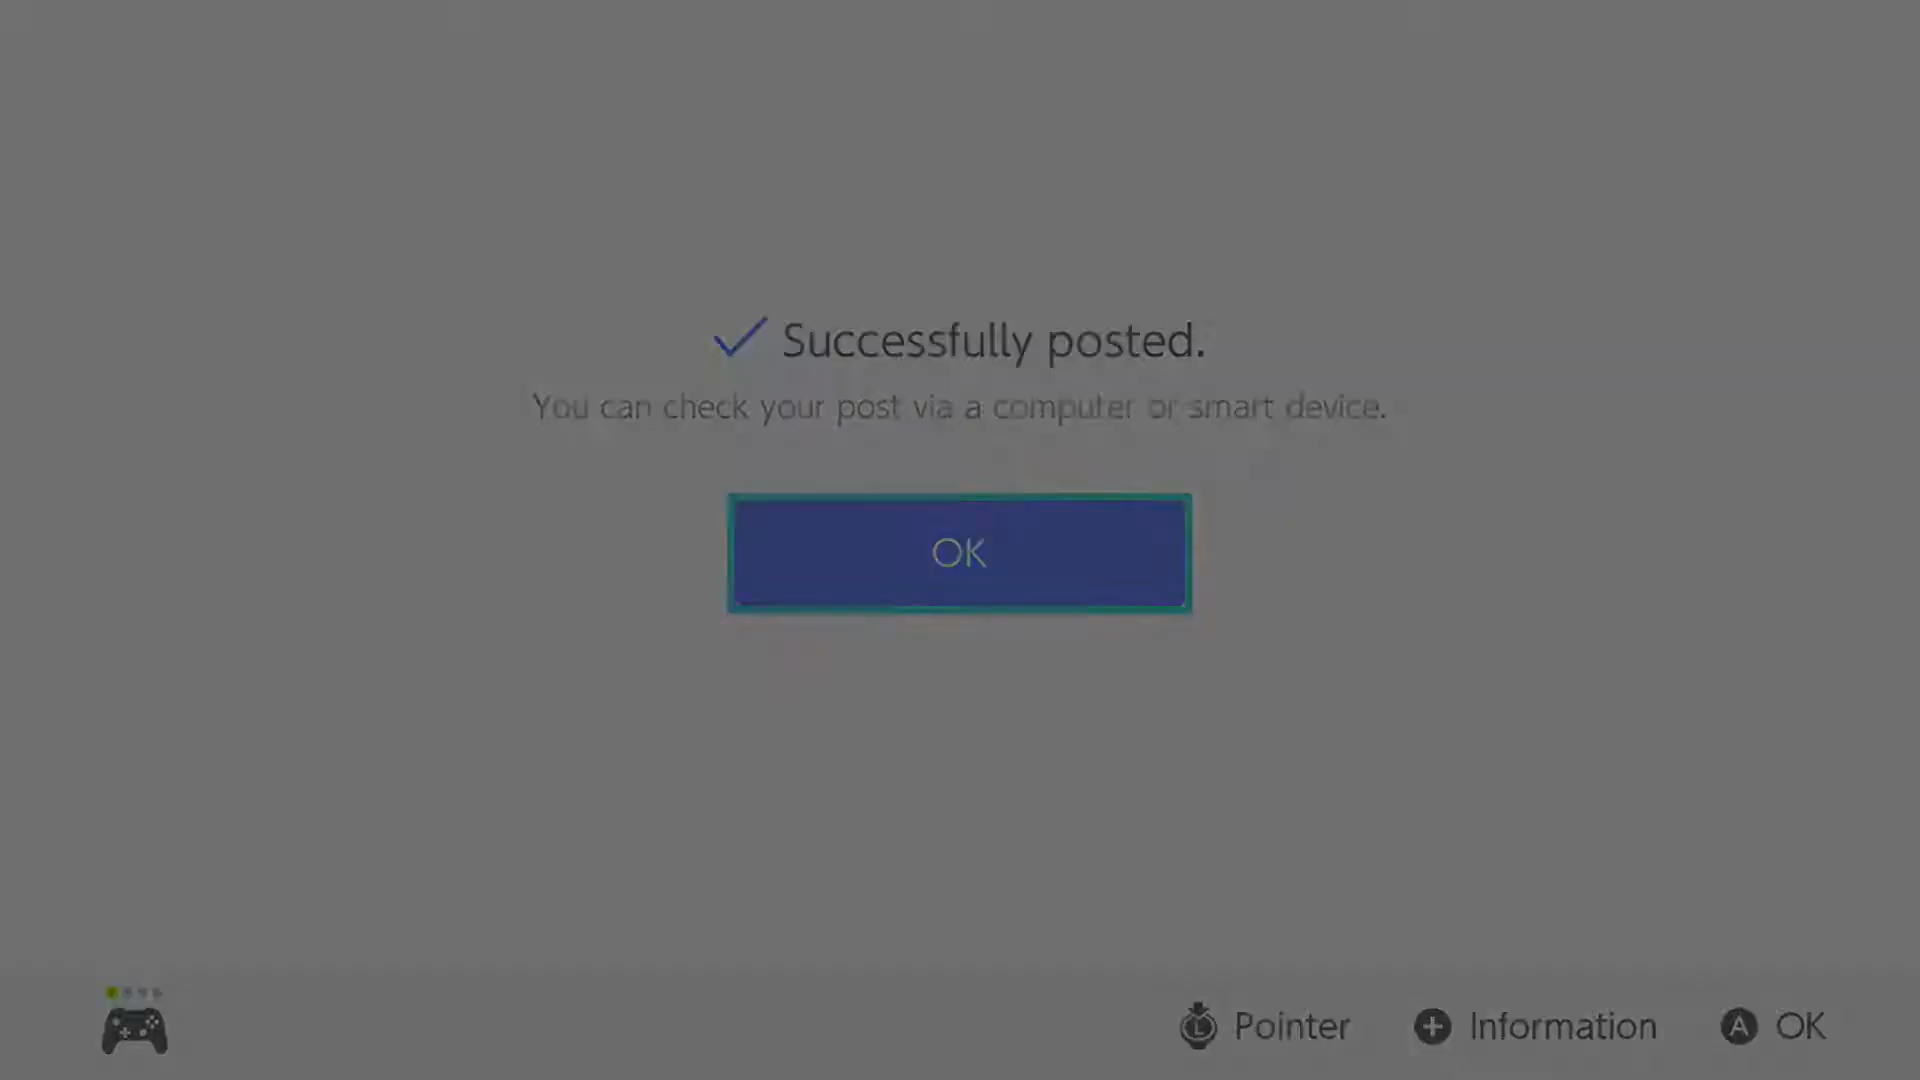 Successfully posted.
You can check your post via a computer or smart device.
OK
L Pointer
+ Information
A OK